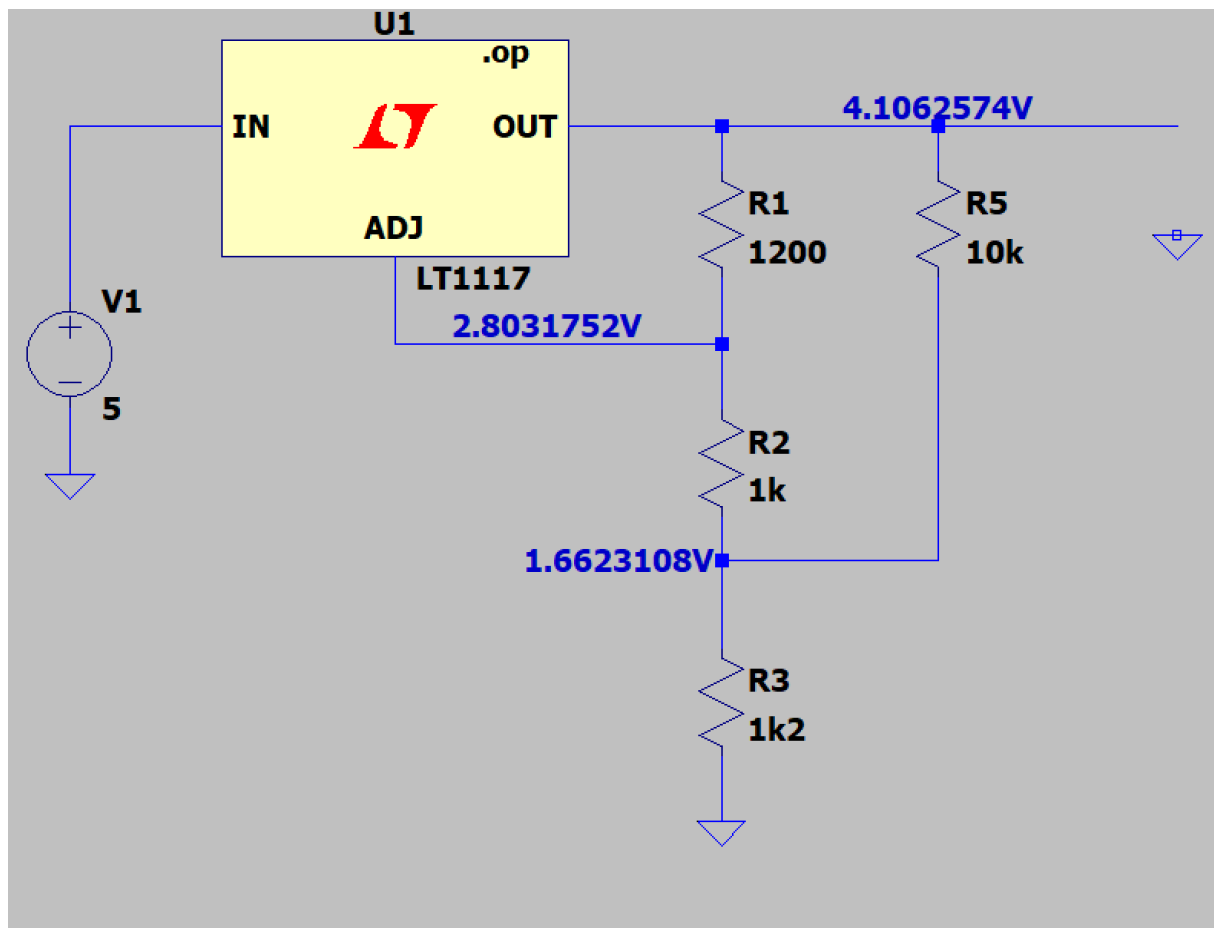 U1
.op
IN
OUT
ADJ
LT1117
4.1062574V
R1
1200
R5
10k
V1
5
2.8031752V
R2
1k
1.6623108V
R3
1k2